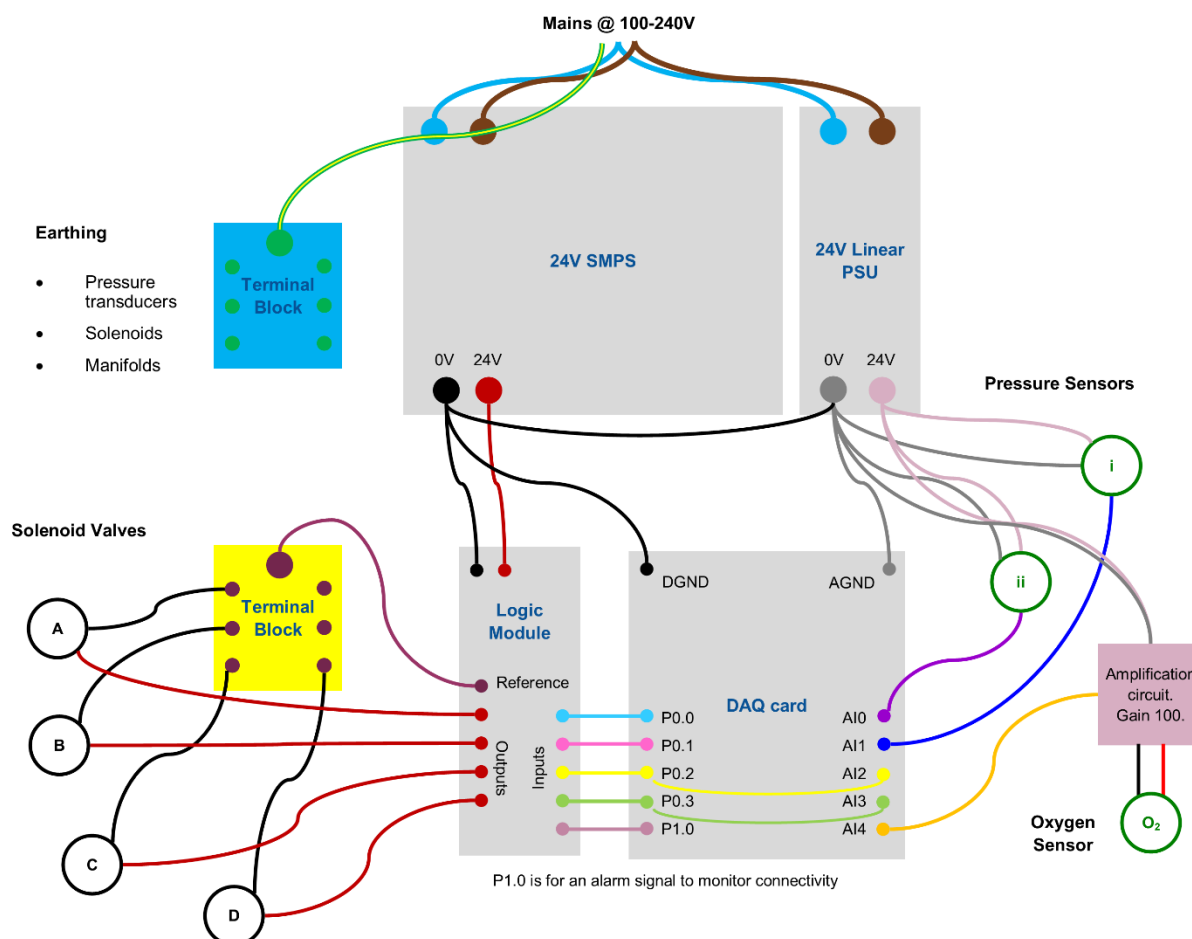 Mains @ 100-240V
Earthing
• Pressure
transducers
• Solenoids
• Manifolds
Terminal
Block
24V SMPS
24V Linear
PSU
0V
24V
0V
24V
Pressure Sensors
i
ii
Solenoid Valves
Terminal
Block
A
B
C
D
Logic
Module
Reference
Outputs
Inputs
DGND
AGND
DAQ card
P0.0
P0.1
P0.2
P0.3
P1.0
AI0
AI1
AI2
AI3
AI4
Amplification
circuit.
Gain 100.
Oxygen
Sensor
O₂
P1.0 is for an alarm signal to monitor connectivity